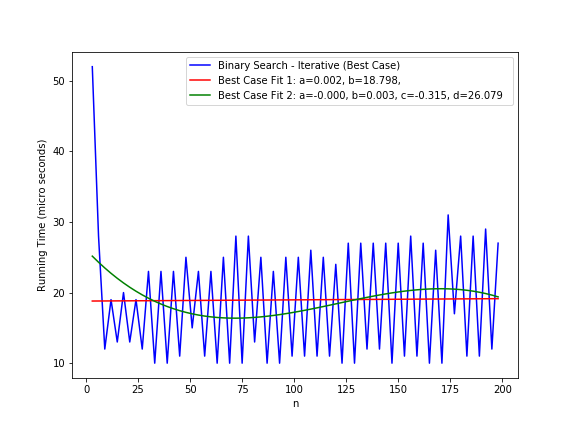 Binary Search - Iterative (Best Case)
Best Case Fit 1: a=0.002, b=18.798,
Best Case Fit 2: a=-0.000, b=0.003, c=-0.315, d=26.079
50
40
30
20
10
Running Time (micro seconds)
0 25 50 75 100 125 150 175 200
n